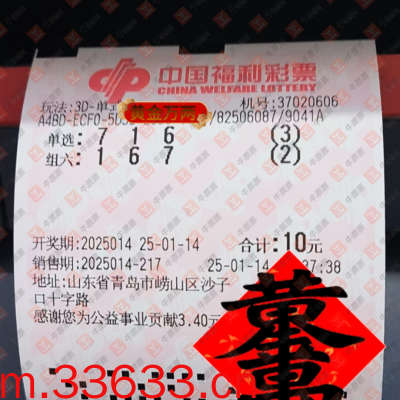 中国福利彩票
CHINA WELFARE LOTTERY
玩法:3D-单 机号:37020606
A48D-ECF0-5D 黄金万两 /82506087/9041A
单选: 7 1 6 (3)
组六: 1 6 7 (2)
开奖期:2025014 25-01-14 合计:10元
销售期:2025014-217 25-01-14 :37:38
地址:山东省青岛市崂山区沙子
口十字路
感谢您为公益事业贡献3.40元
m.33633.c